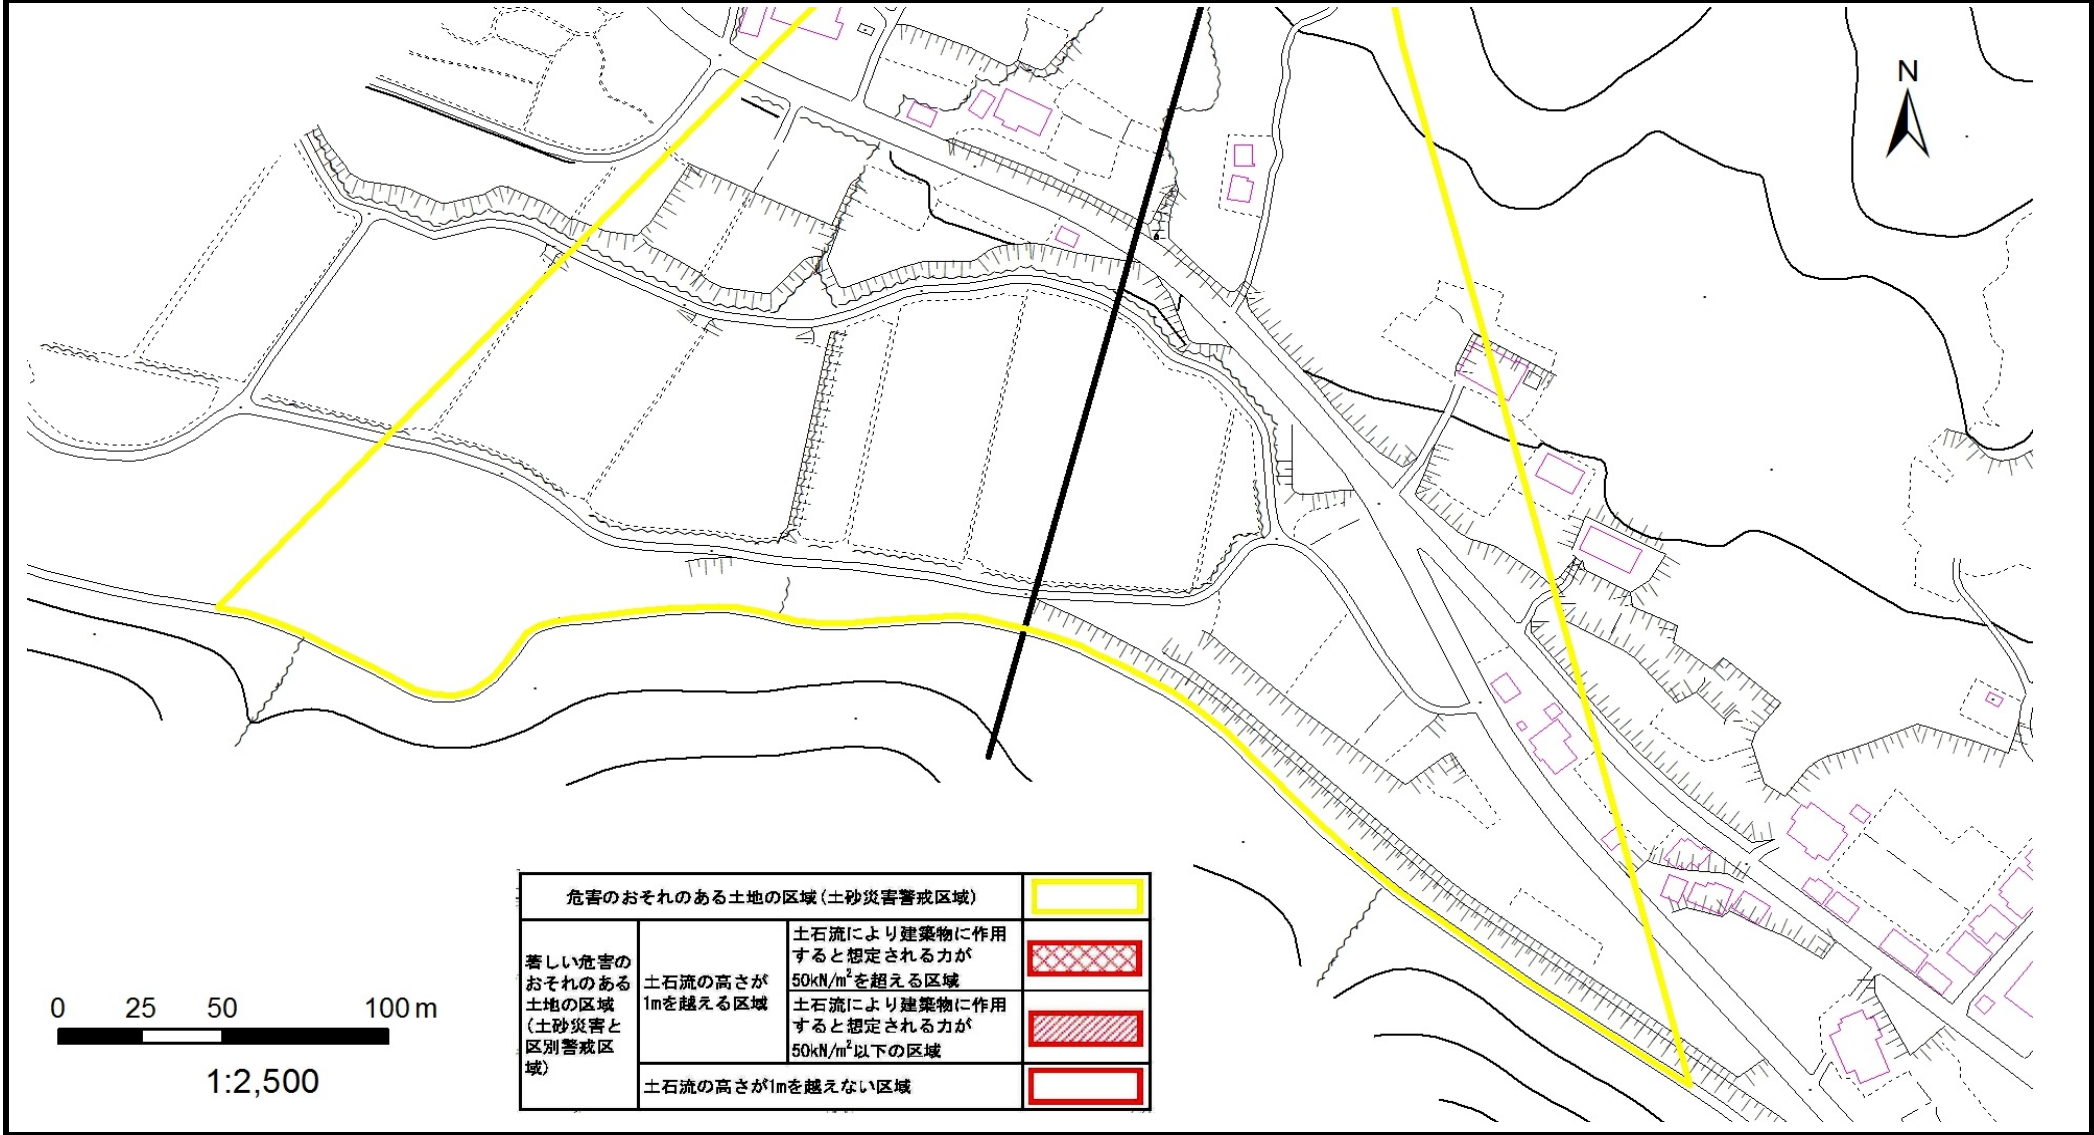 N
危害のおそれのある土地の区域(土砂災害警戒区域)
著しい危害の
おそれのある
土地の区域
(土砂災害と
区別警戒区
域)
土石流の高さが
1mを越える区域
土石流により建築物に作用
すると想定される力が
50kN/m²を超える区域
土石流により建築物に作用
すると想定される力が
50kN/m²以下の区域
土石流の高さが1mを越えない区域
0 25 50 100 m
1:2,500